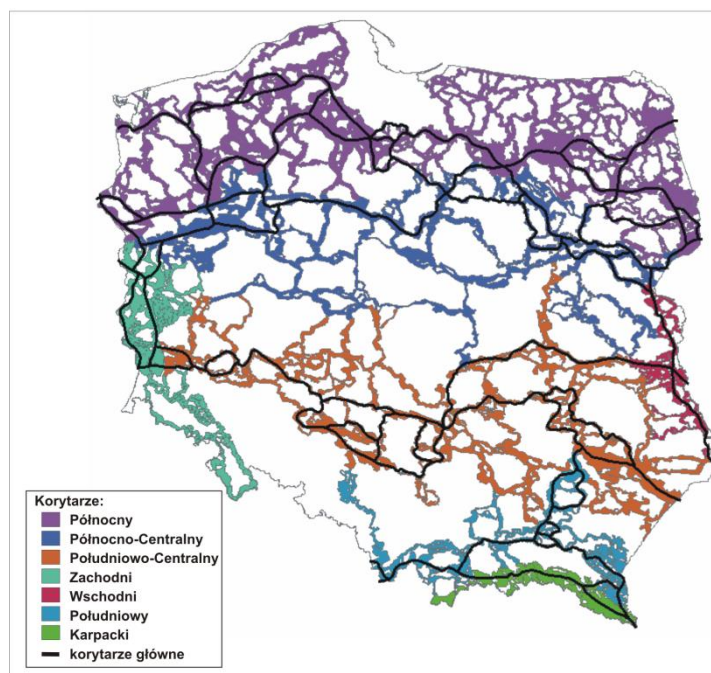 Korytarze:
Północny
Północno-Centralny
Południowo-Centralny
Zachodni
Wschodni
Południowy
Karpacki
korytarze główne